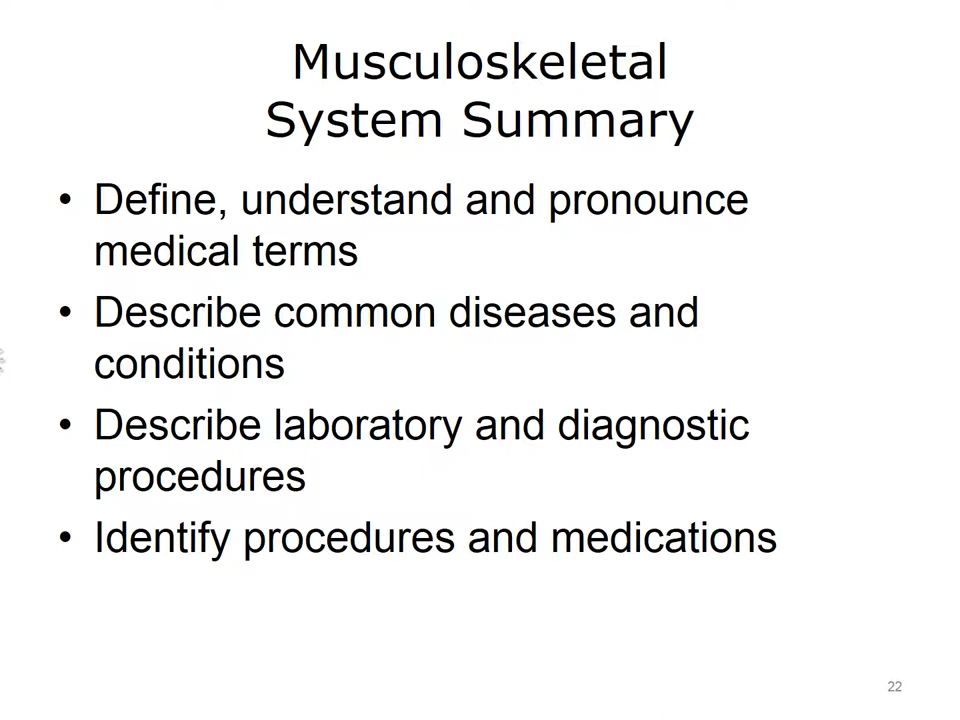 Musculoskeletal
System Summary
• Define, understand and pronounce
medical terms
• Describe common diseases and
conditions
• Describe laboratory and diagnostic
procedures
• Identify procedures and medications
22